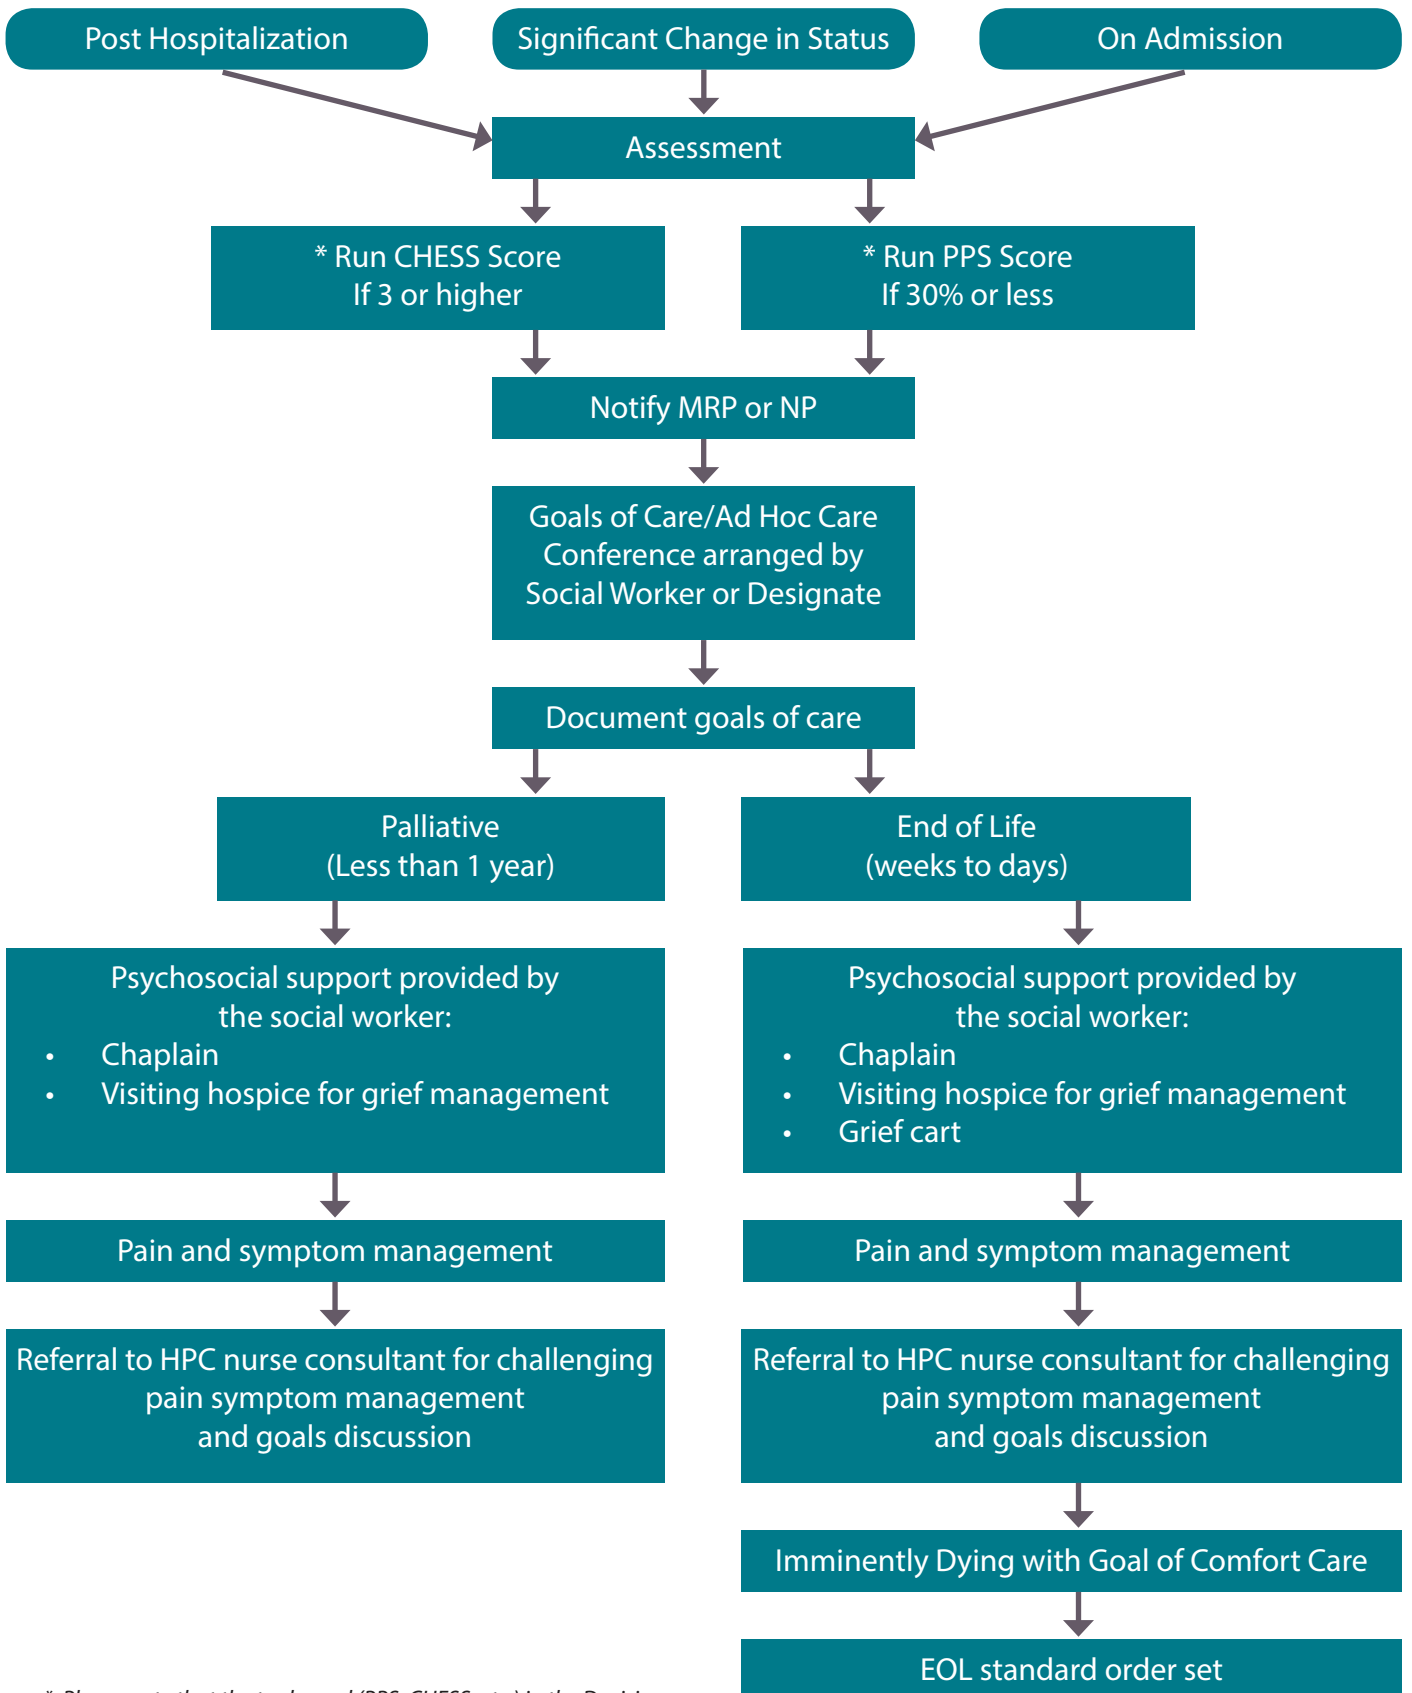 Post Hospitalization
Significant Change in Status
On Admission
Assessment
* Run CHESS Score
If 3 or higher
* Run PPS Score
If 30% or less
Notify MRP or NP
Goals of Care/Ad Hoc Care
Conference arranged by
Social Worker or Designate
Document goals of care
Palliative
(Less than 1 year)
End of Life
(weeks to days)
Psychosocial support provided by
the social worker:
• Chaplain
• Visiting hospice for grief management
Psychosocial support provided by
the social worker:
• Chaplain
• Visiting hospice for grief management
• Grief cart
Pain and symptom management
Pain and symptom management
Referral to HPC nurse consultant for challenging
pain symptom management
and goals discussion
Referral to HPC nurse consultant for challenging
pain symptom management
and goals discussion
Imminently Dying with Goal of Comfort Care
EOL standard order set